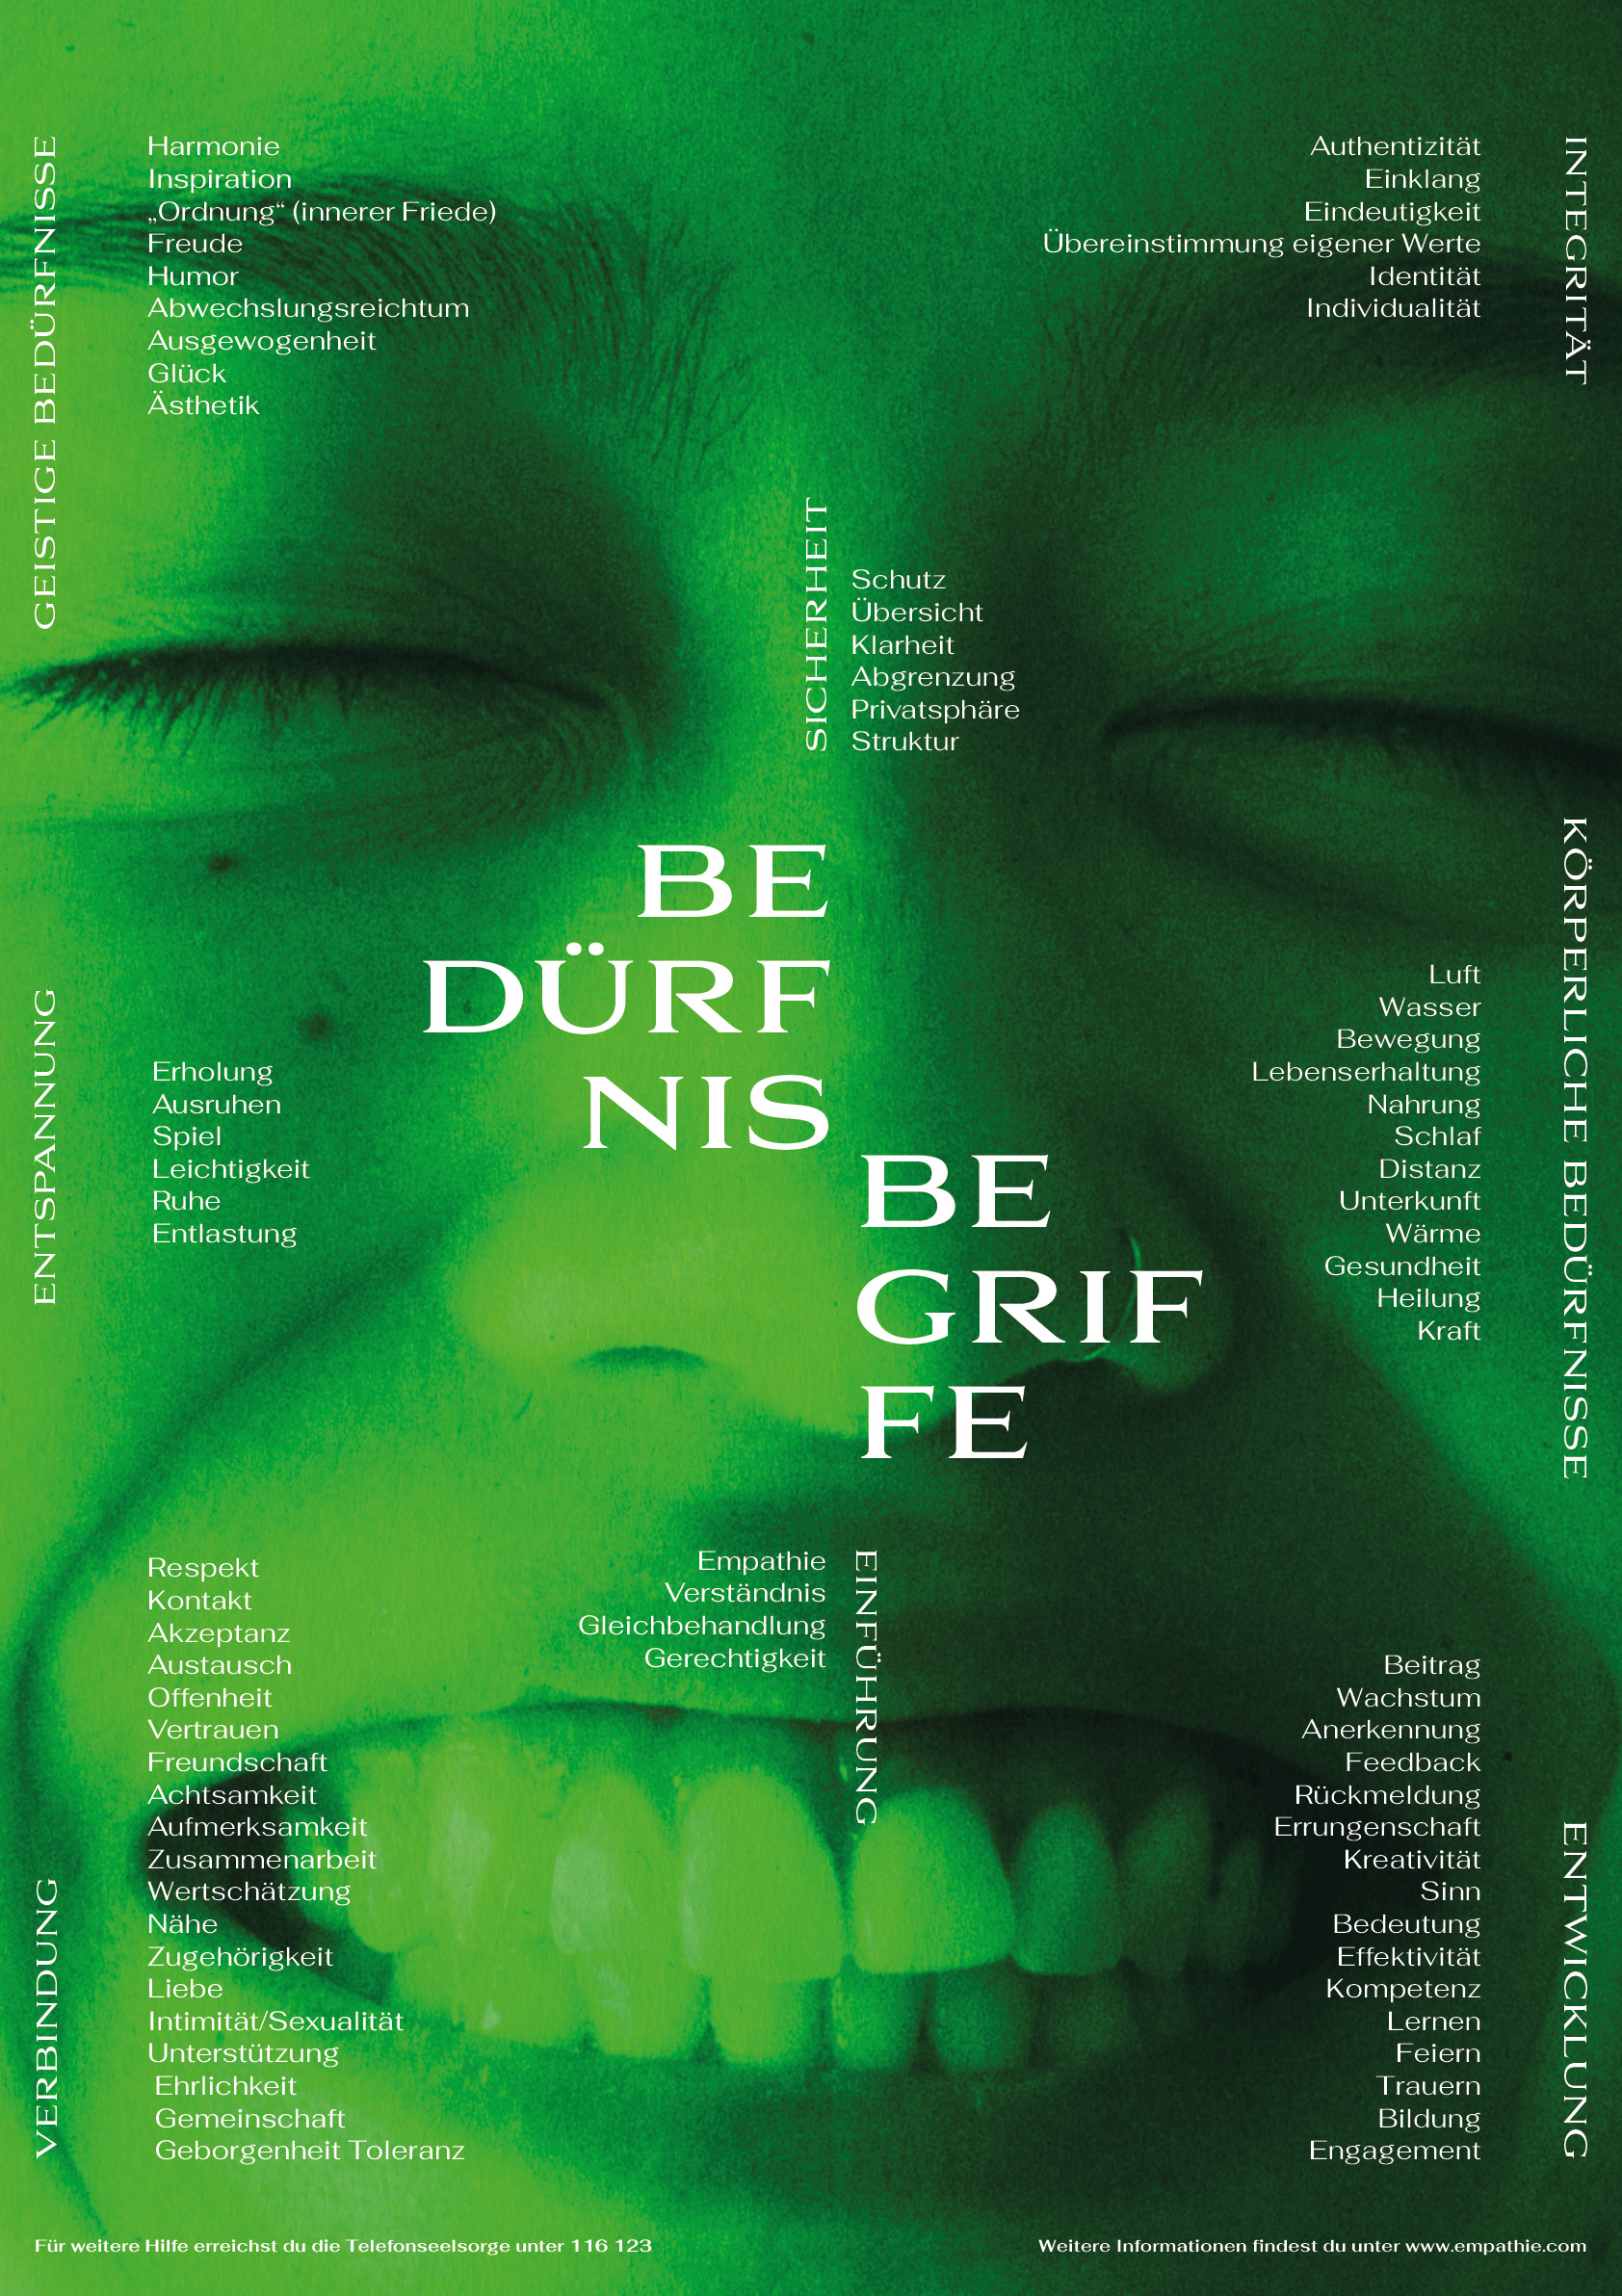 GEISTIGE BEDÜRFNISSE
Harmonie
Inspiration
„Ordnung“ (innerer Friede)
Freude
Humor
Abwechslungsreichtum
Ausgewogenheit
Glück
Ästhetik
INTEGRITÄT
Authentizität
Einklang
Eindeutigkeit
Übereinstimmung eigener Werte
Identität
Individualität
SICHERHEIT
Schutz
Übersicht
Klarheit
Abgrenzung
Privatsphäre
Struktur
BE
DÜRF
NIS
BE
GRIF
FE
ENTSPANNUNG
Erholung
Ausruhen
Spiel
Leichtigkeit
Ruhe
Entlastung
KÖRPERLICHE BEDÜRFNISSE
Luft
Wasser
Bewegung
Lebenserhaltung
Nahrung
Schlaf
Distanz
Unterkunft
Wärme
Gesundheit
Heilung
Kraft
VERBINDUNG
Respekt
Kontakt
Akzeptanz
Austausch
Offenheit
Vertrauen
Freundschaft
Achtsamkeit
Aufmerksamkeit
Zusammenarbeit
Wertschätzung
Nähe
Zugehörigkeit
Liebe
Intimität/Sexualität
Unterstützung
Ehrlichkeit
Gemeinschaft
Geborgenheit Toleranz
EINFÜHRUNG
Empathie
Verständnis
Gleichbehandlung
Gerechtigkeit
ENTWICKLUNG
Beitrag
Wachstum
Anerkennung
Feedback
Rückmeldung
Errungenschaft
Kreativität
Sinn
Bedeutung
Effektivität
Kompetenz
Lernen
Feiern
Trauern
Bildung
Engagement
Für weitere Hilfe erreichst du die Telefonseelsorge unter 116 123
Weitere Informationen findest du unter www.empathie.com